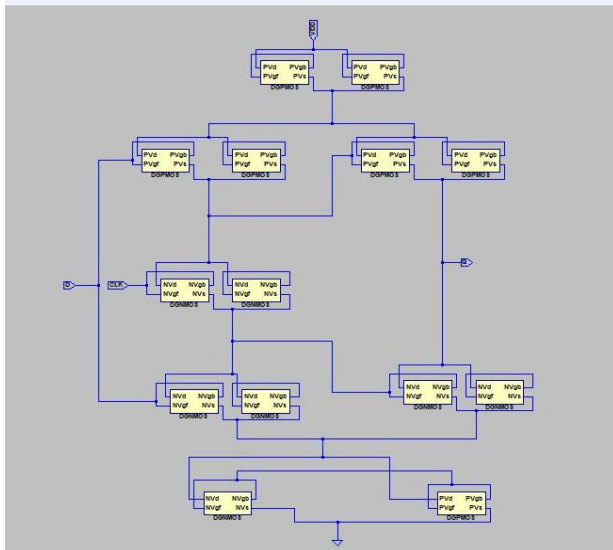 VDD
PVd PVgb PVd PVgb
PVgf PVs PVgf PVs
DGPMOS DGPMOS
PVd PVgb PVd PVgb PVd PVgb PVd PVgb
PVgf PVs PVgf PVs PVgf PVs PVgf PVs
DGPMOS DGPMOS DGPMOS DGPMOS
D CLK
NVd NVgb NVd NVgb
NVgf NVs NVgf NVs
DGNMOS DGNMOS
NVd NVgb NVd NVgb NVd NVgb NVd NVgb
NVgf NVs NVgf NVs NVgf NVs NVgf NVs
DGNMOS DGNMOS DGNMOS DGNMOS
NVd NVgb PVd PVgb
NVgf NVs PVgf PVs
DGNMOS DGPMOS